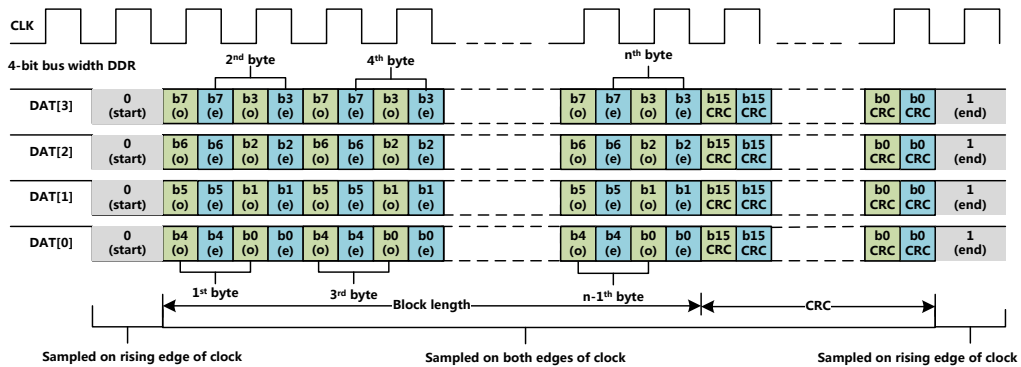 CLK
4-bit bus width DDR
2nd byte 4th byte nth byte
DAT[3] 0 (start) b7 (o) b7 (e) b3 (o) b3 (e) b7 (o) b7 (e) b3 (o) b3 (e) b7 (o) b7 (e) b3 (o) b3 (e) b15 CRC b15 CRC b0 CRC b0 CRC 1 (end)
DAT[2] 0 (start) b6 (o) b6 (e) b2 (o) b2 (e) b6 (o) b6 (e) b2 (o) b2 (e) b6 (o) b6 (e) b2 (o) b2 (e) b15 CRC b15 CRC b0 CRC b0 CRC 1 (end)
DAT[1] 0 (start) b5 (o) b5 (e) b1 (o) b1 (e) b5 (o) b5 (e) b1 (o) b1 (e) b5 (o) b5 (e) b1 (o) b1 (e) b15 CRC b15 CRC b0 CRC b0 CRC 1 (end)
DAT[0] 0 (start) b4 (o) b4 (e) b0 (o) b0 (e) b4 (o) b4 (e) b0 (o) b0 (e) b4 (o) b4 (e) b0 (o) b0 (e) b15 CRC b15 CRC b0 CRC b0 CRC 1 (end)
1st byte 3rd byte n-1th byte
Block length CRC
Sampled on rising edge of clock Sampled on both edges of clock Sampled on rising edge of clock